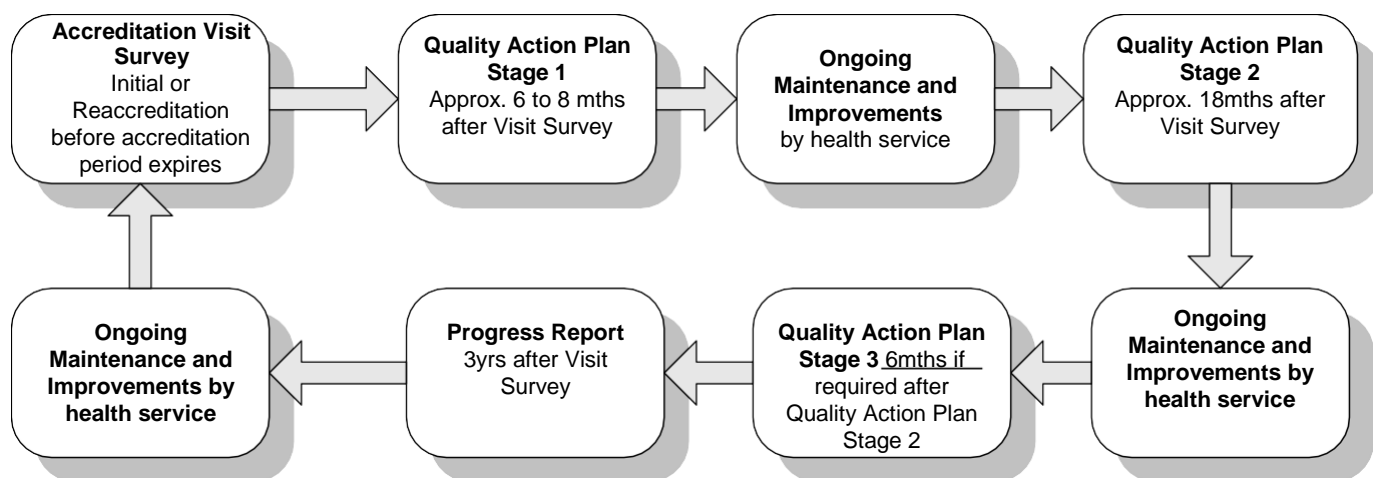 Accreditation Visit
Survey
Initial or
Reaccreditation
before accreditation
period expires
Quality Action Plan
Stage 1
Approx. 6 to 8 mths
after Visit Survey
Ongoing
Maintenance and
Improvements
by health service
Quality Action Plan
Stage 2
Approx. 18mths after
Visit Survey
Ongoing
Maintenance and
Improvements by
health service
Progress Report
3yrs after Visit
Survey
Quality Action Plan
Stage 3 6mths if
required after
Quality Action Plan
Stage 2
Ongoing
Maintenance and
Improvements by
health service